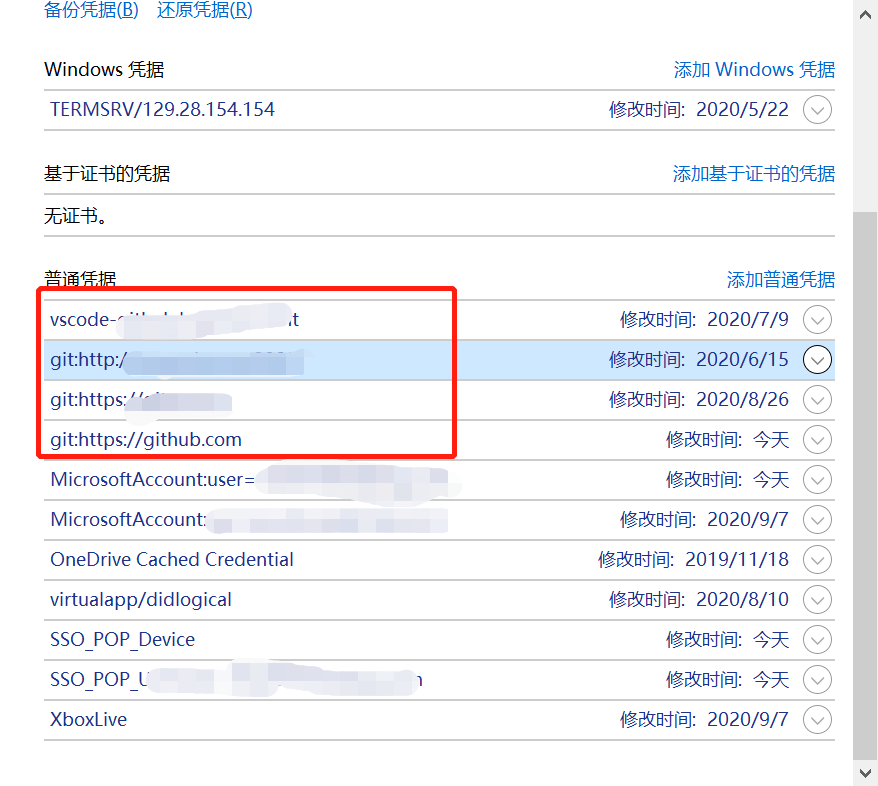 备份凭据(B) 还原凭据(R)
Windows 凭据 添加 Windows 凭据
TERMSRV/129.28.154.154 修改时间: 2020/5/22
基于证书的凭据 添加基于证书的凭据
无证书。
普通凭据 添加普通凭据
vscode- 修改时间: 2020/7/9
git:http:/ 修改时间: 2020/6/15
git:https:// 修改时间: 2020/8/26
git:https://github.com 修改时间: 今天
MicrosoftAccount:user= 修改时间: 今天
MicrosoftAccount: 修改时间: 2020/9/7
OneDrive Cached Credential 修改时间: 2019/11/18
virtualapp/didlogical 修改时间: 2020/8/10
SSO_POP_Device 修改时间: 今天
SSO_POP_U 修改时间: 今天
XboxLive 修改时间: 2020/9/7